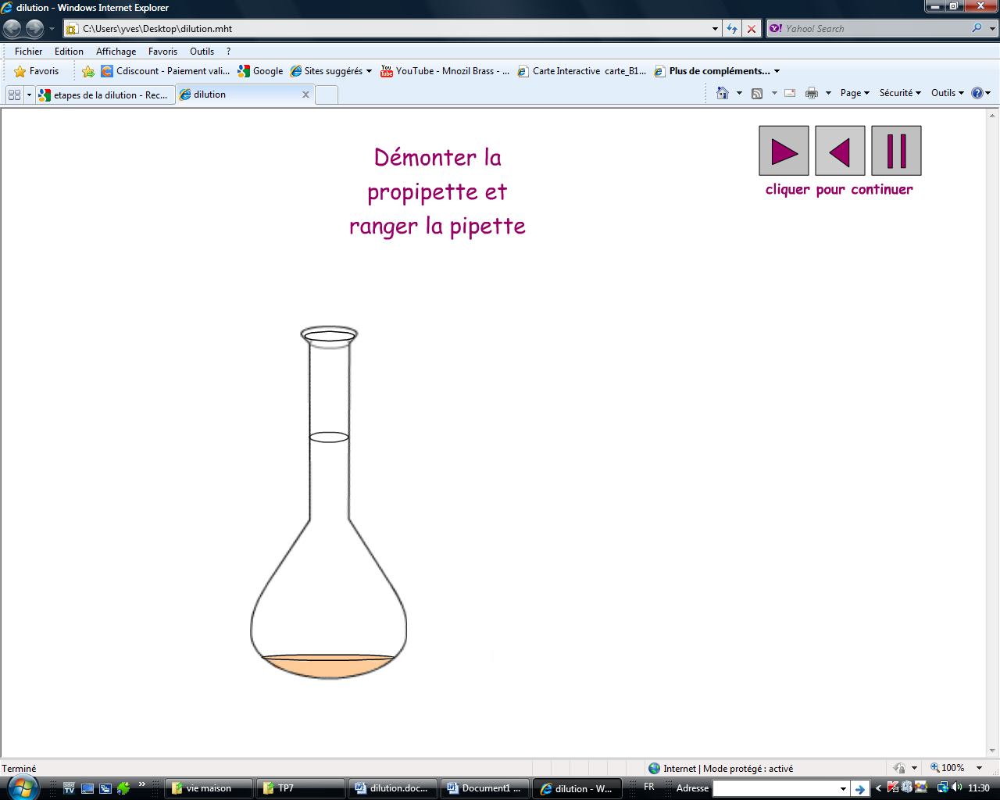 dilution - Windows Internet Explorer
C:\Users\yves\Desktop\dilution.mht
Yahoo! Search
Fichier Edition Affichage Favoris Outils ?
Favoris Cdiscount - Paiement vali... Google Sites suggérés YouTube - Mnozil Brass - ... Carte Interactive carte_B1... Plus de compléments...
etapes de la dilution - Rec... dilution Page Sécurité Outils
Démonter la
propipette et
ranger la pipette
cliquer pour continuer
Terminé Internet | Mode protégé : activé 100%
vie maison TP7 dilution.doc... Document1 ... dilution - W... FR Adresse 11:30